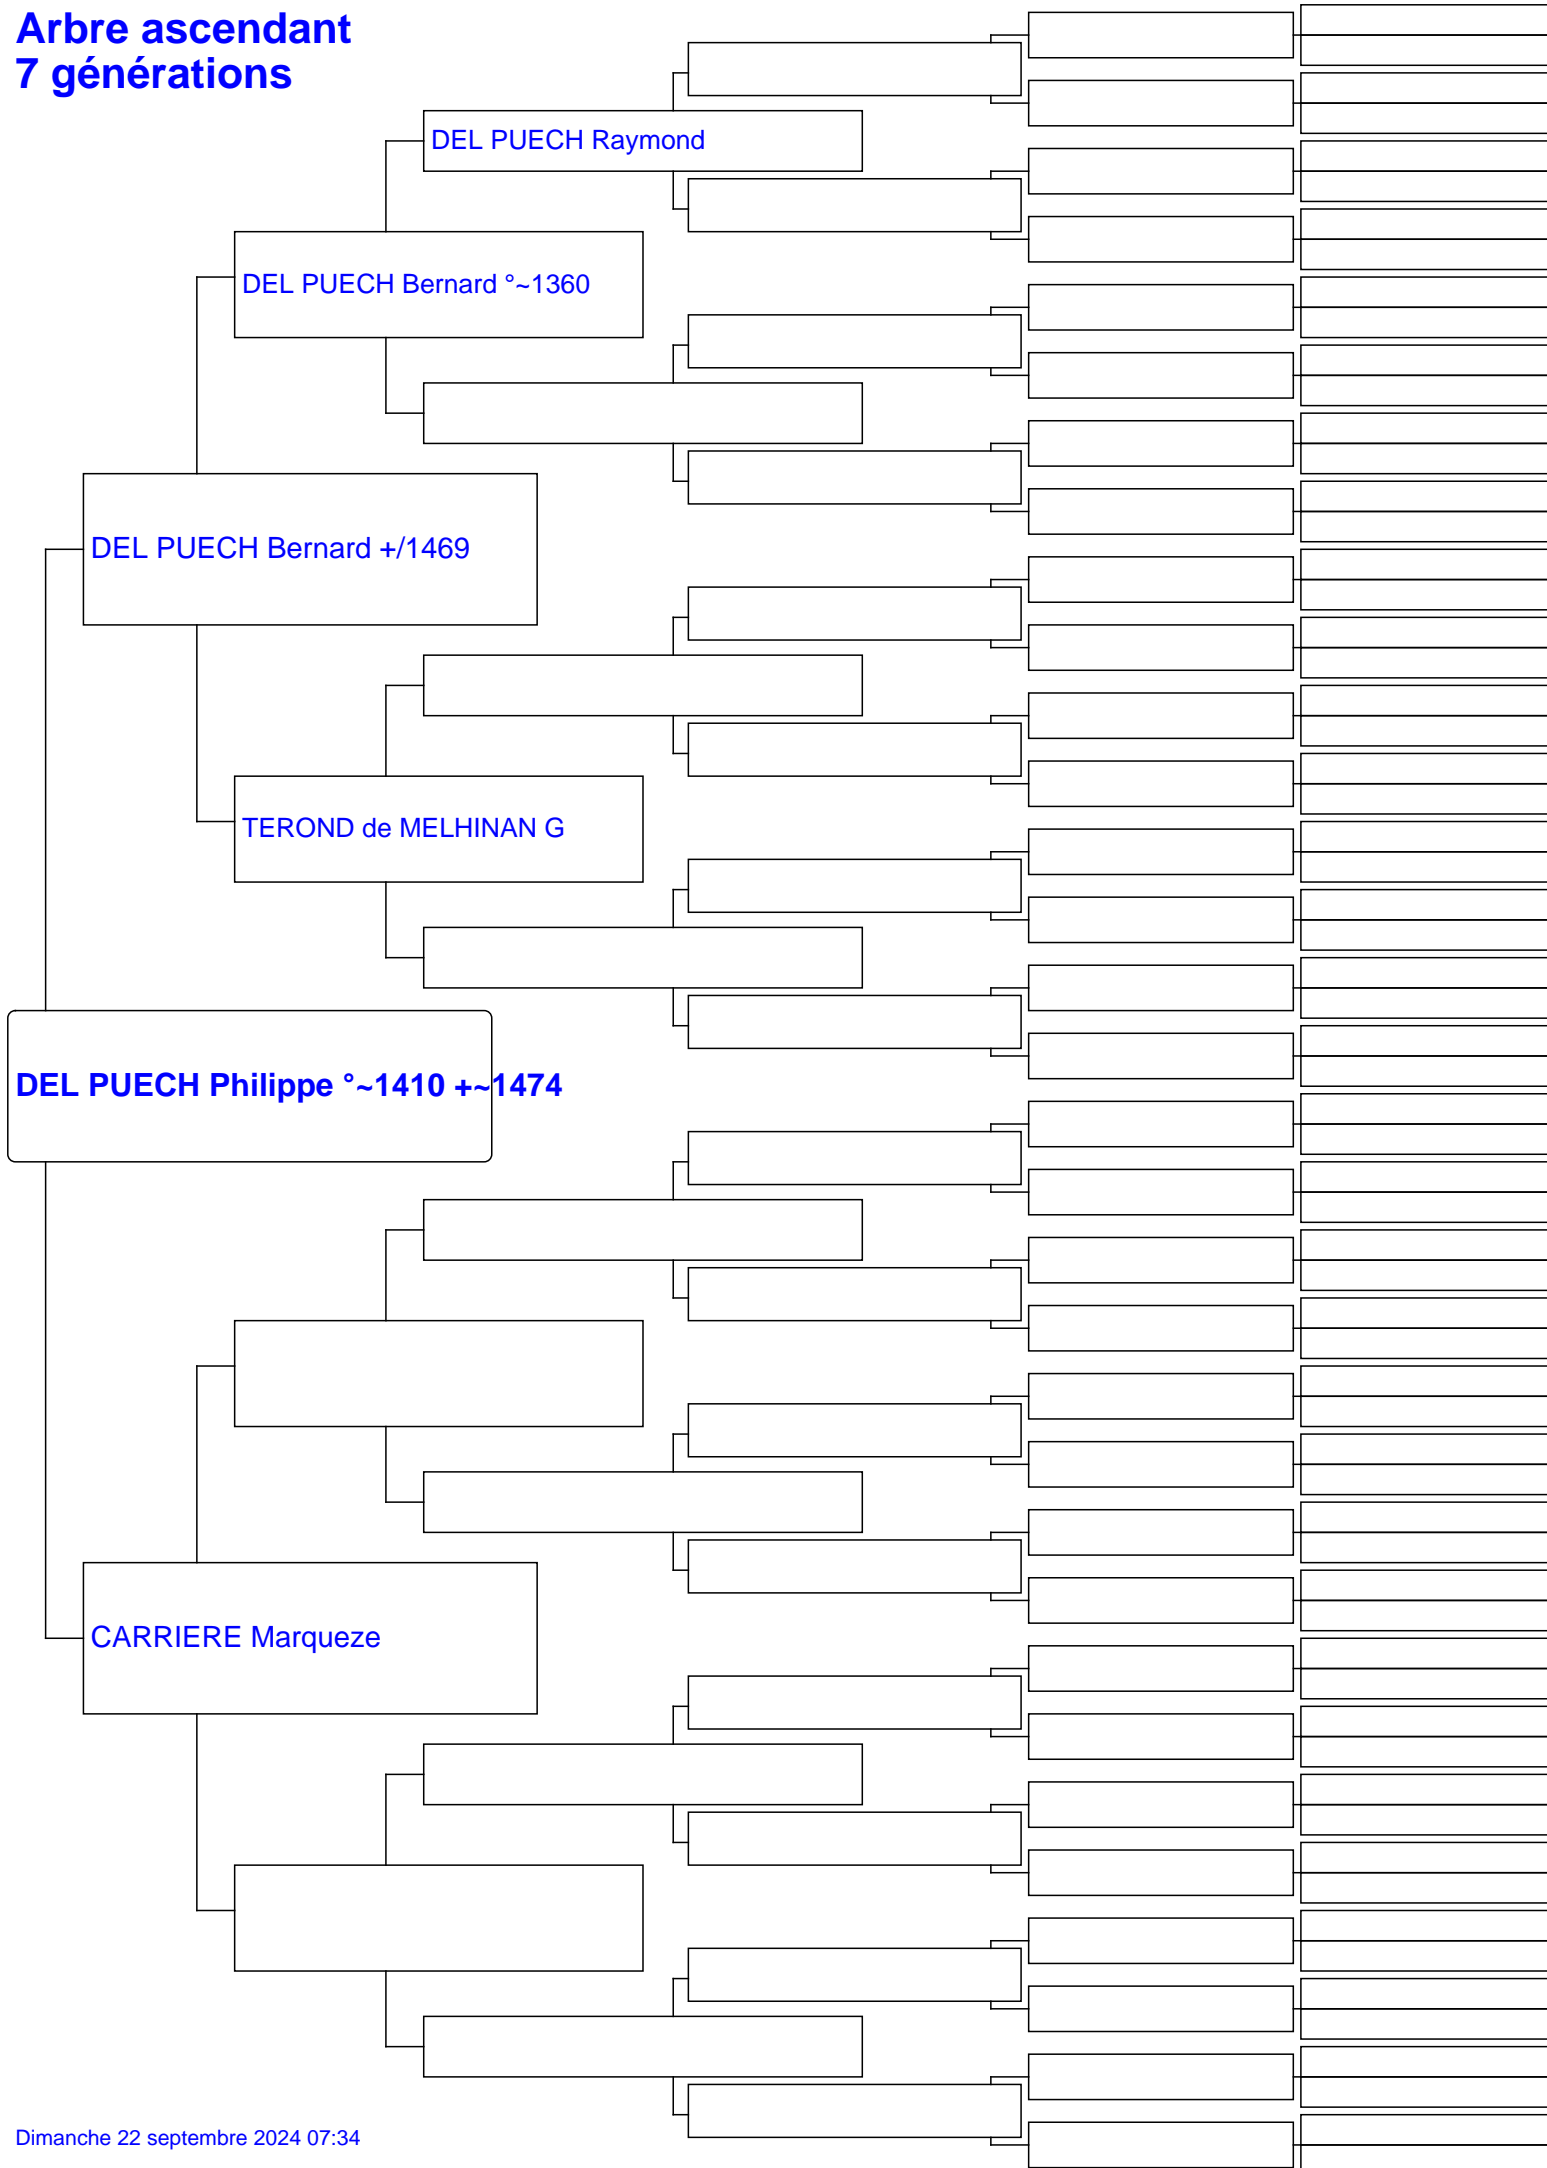 Arbre ascendant
7 générations
DEL PUECH Raymond
DEL PUECH Bernard °~1360
DEL PUECH Bernard +/1469
TEROND de MELHINAN G
DEL PUECH Philippe °~1410 +~1474
CARRIERE Marqueze
Dimanche 22 septembre 2024 07:34